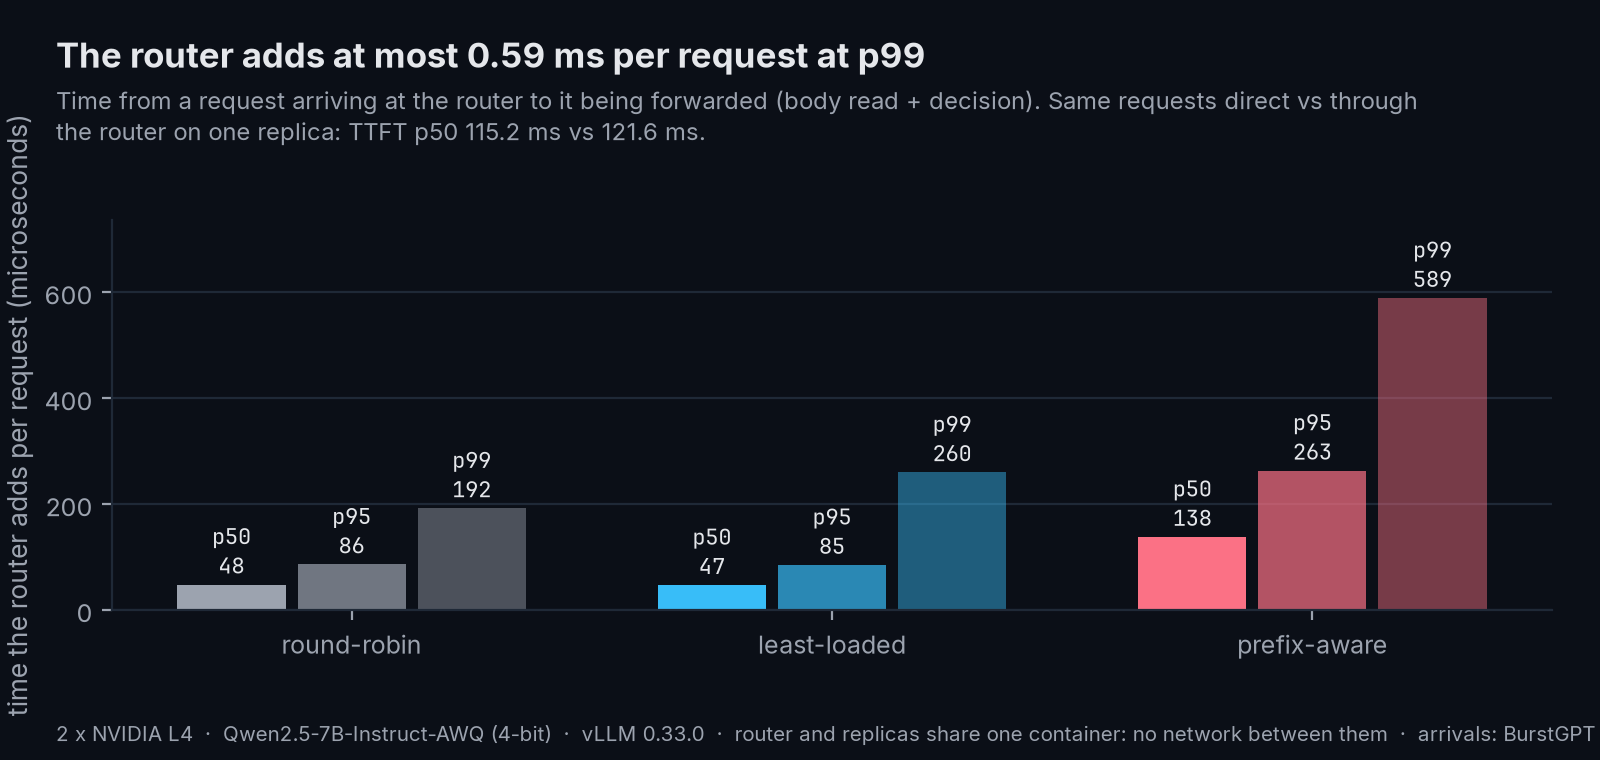 The router adds at most 0.59 ms per request at p99
Time from a request arriving at the router to it being forwarded (body read + decision). Same requests direct vs through
the router on one replica: TTFT p50 115.2 ms vs 121.6 ms.
time the router adds per request (microseconds)
600
400
200
0
p50
48
p95
86
p99
192
p50
47
p95
85
p99
260
p50
138
p95
263
p99
589
round-robin
least-loaded
prefix-aware
2 x NVIDIA L4 · Qwen2.5-7B-Instruct-AWQ (4-bit) · vLLM 0.33.0 · router and replicas share one container: no network between them · arrivals: BurstGPT